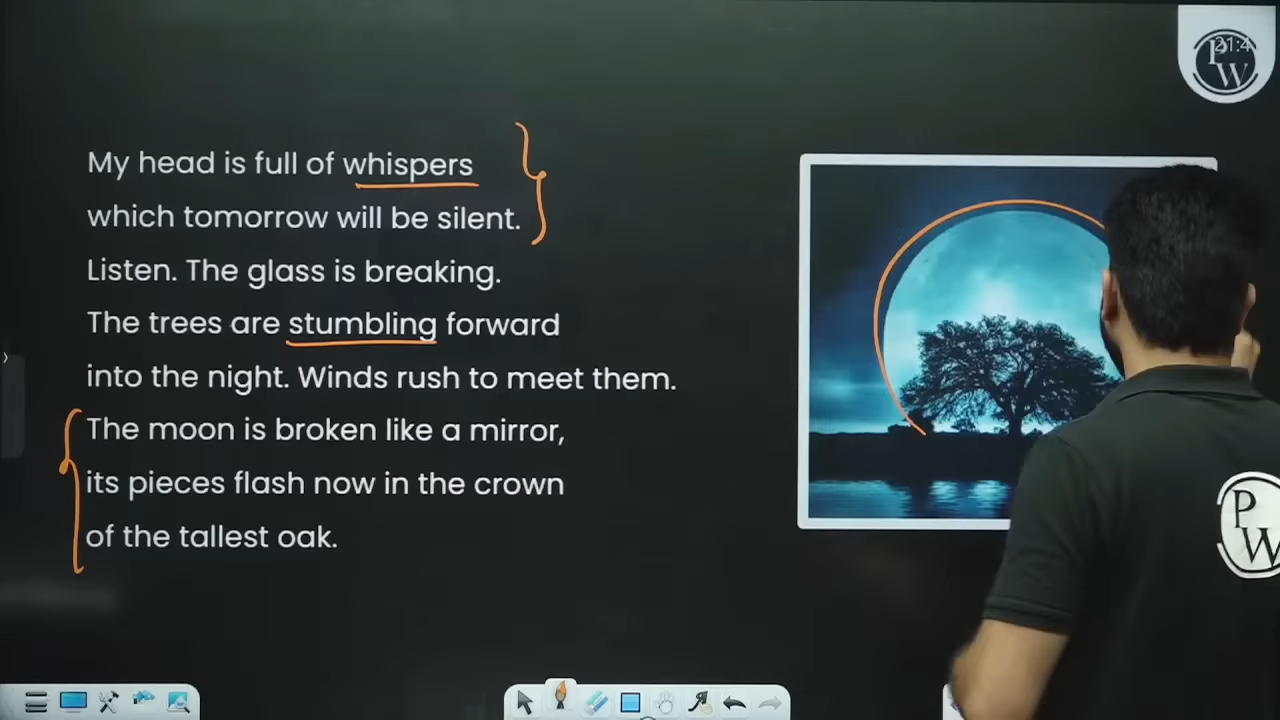 21:4
PW
My head is full of whispers
which tomorrow will be silent.
Listen. The glass is breaking.
The trees are stumbling forward
into the night. Winds rush to meet them.
The moon is broken like a mirror,
its pieces flash now in the crown
of the tallest oak.
PW